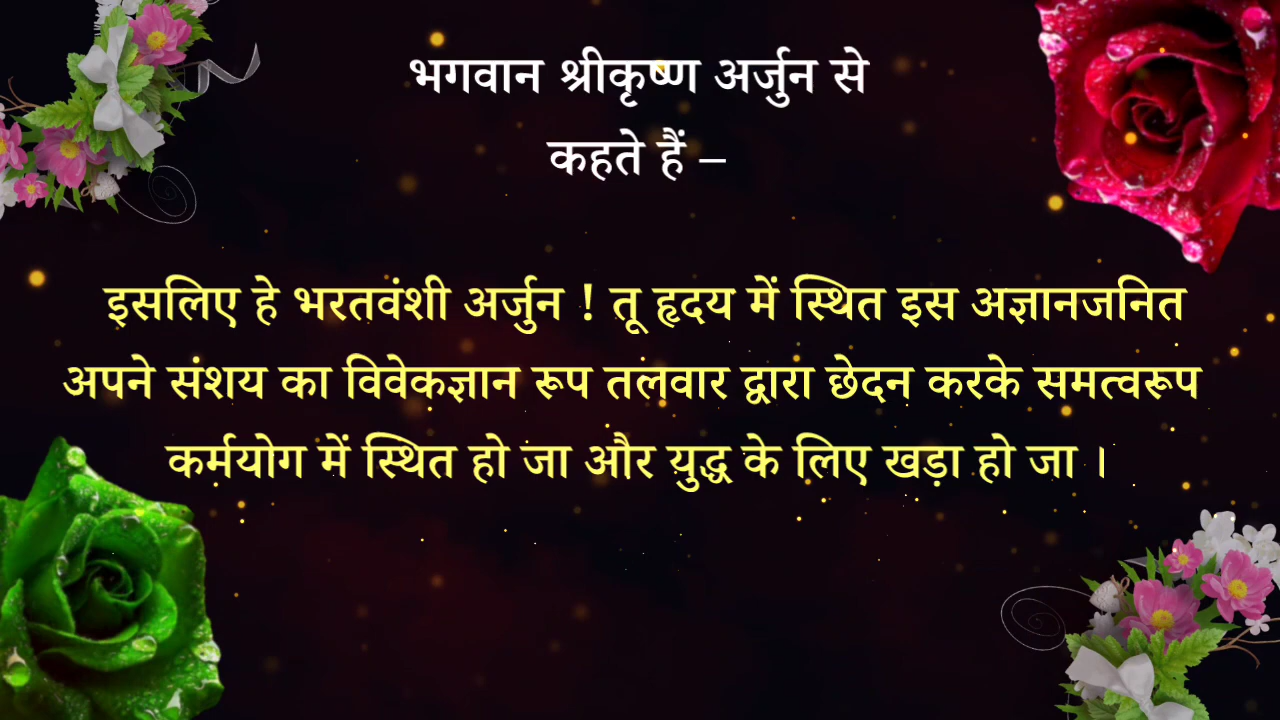 भगवान श्रीकृष्ण अर्जुन से
कहते हैं –
इसलिए हे भरतवंशी अर्जुन ! तू हृदय में स्थित इस अज्ञानजनित
अपने संशय का विवेकज्ञान रूप तलवार द्वारा छेदन करके समत्वरूप
कर्मयोग में स्थित हो जा और युद्ध के लिए खड़ा हो जा ।